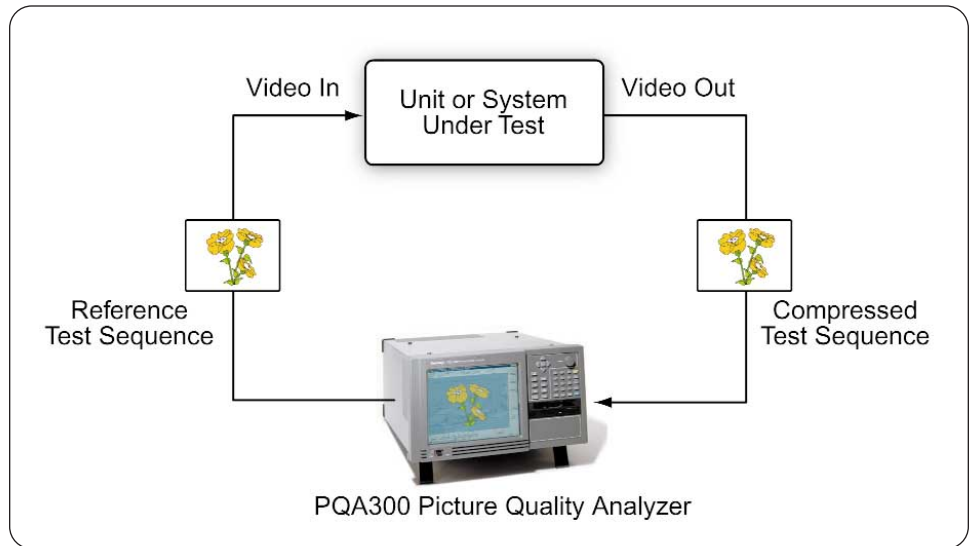 Video In
Unit or System
Under Test
Video Out
Reference
Test Sequence
Compressed
Test Sequence
PQA300 Picture Quality Analyzer